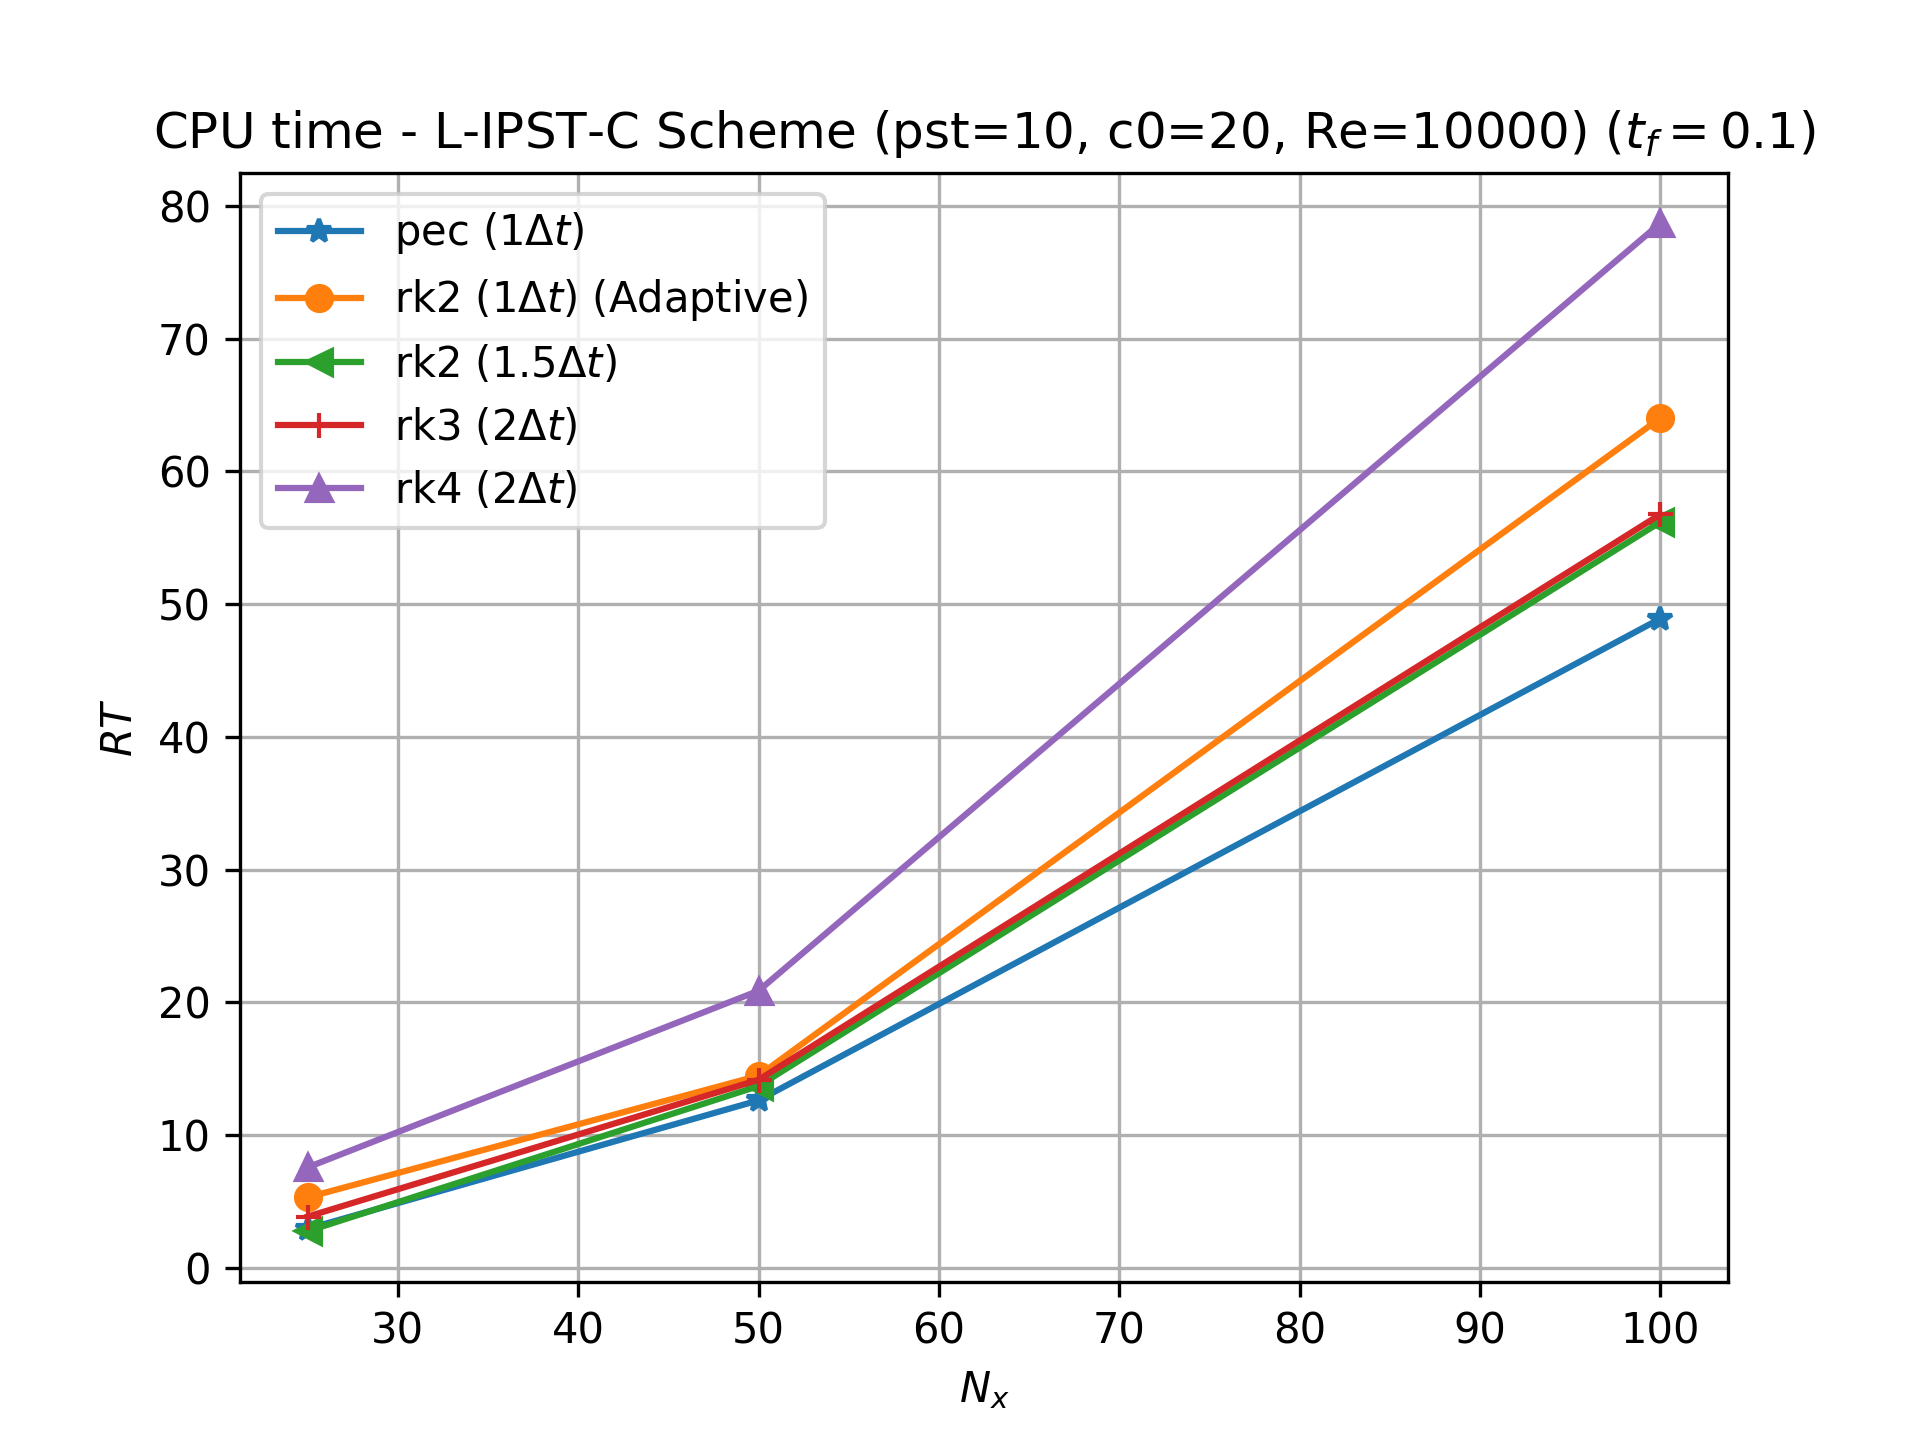 CPU time - L-IPST-C Scheme (pst=10, c0=20, Re=10000) ($t_f = 0.1$)
pec (1Δt)
rk2 (1Δt) (Adaptive)
rk2 (1.5Δt)
rk3 (2Δt)
rk4 (2Δt)
RT
80
70
60
50
40
30
20
10
0
30 40 50 60 70 80 90 100
$N_x$